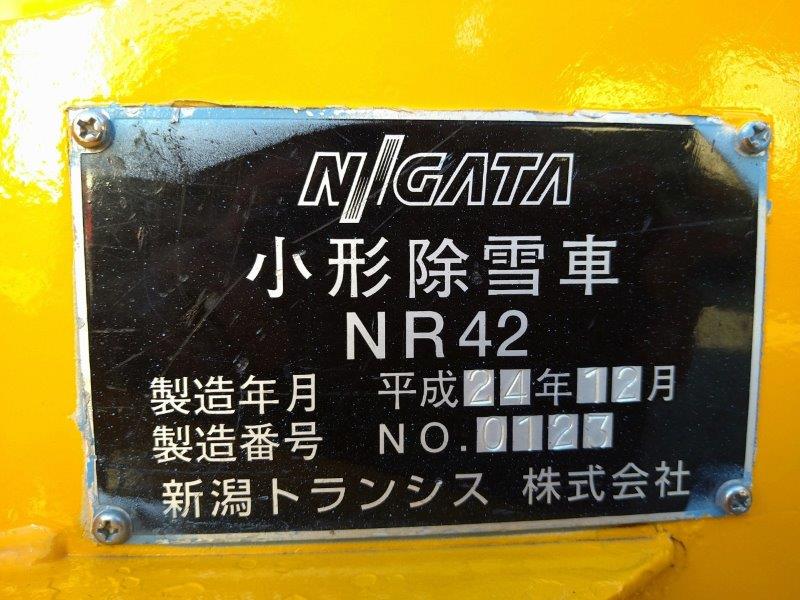 NIIGATA
小形除雪車
NR42
製造年月 平成24年12月
製造番号 NO.0123
新潟トランシス 株式会社